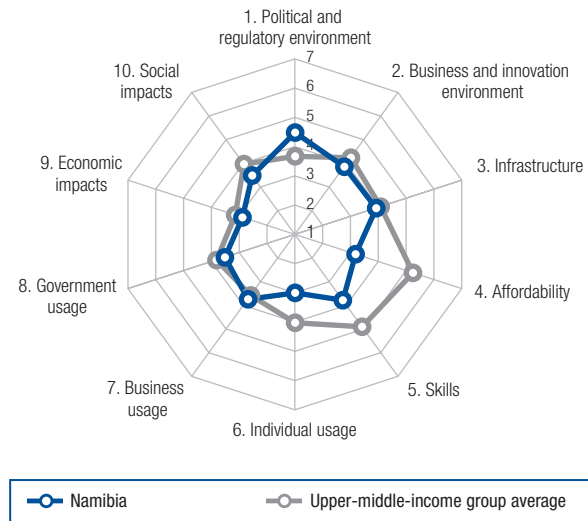 1. Political and
regulatory environment
2. Business and innovation
environment
3. Infrastructure
4. Affordability
5. Skills
6. Individual usage
7. Business
usage
8. Government
usage
9. Economic
impacts
10. Social
impacts
7
6
5
4
3
2
1
Namibia
Upper-middle-income group average